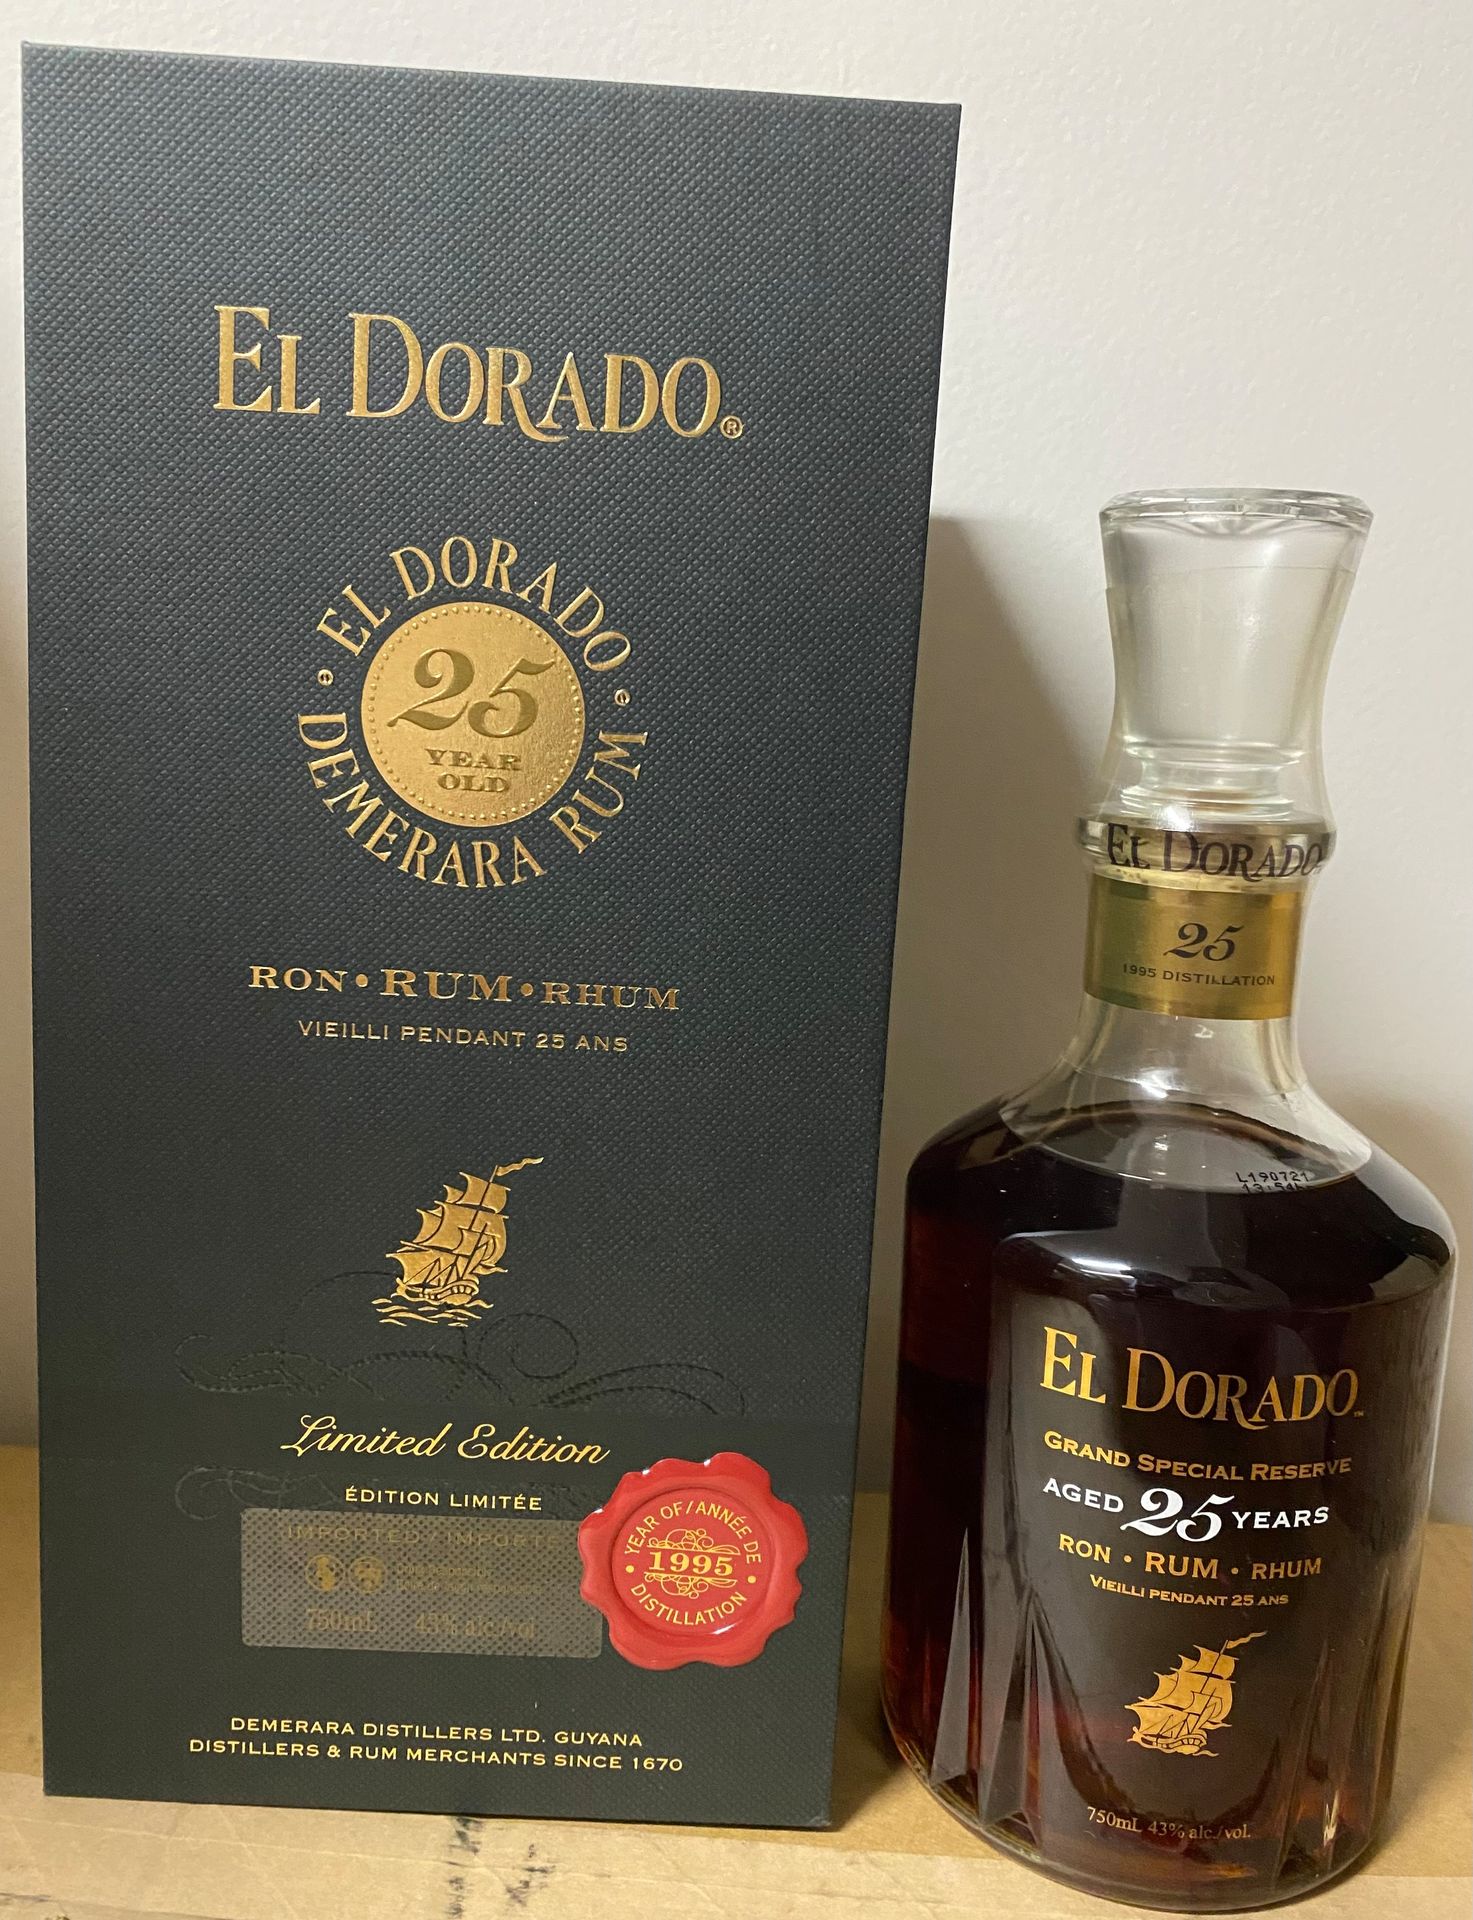 EL DORADO®
EL DORADO
25
YEAR
OLD
DEMERARA RUM
RON • RUM • RHUM
VIEILLI PENDANT 25 ANS
Limited Edition
ÉDITION LIMITÉE
750mL 43% alc./vol
YEAR OF/ANNÉE DE
1995
DISTILLATION
DEMERARA DISTILLERS LTD. GUYANA
DISTILLERS & RUM MERCHANTS SINCE 1670
EL DORADO
25
1995 DISTILLATION
L190721
EL DORADO™
GRAND SPECIAL RESERVE
AGED 25 YEARS
RON • RUM • RHUM
VIEILLI PENDANT 25 ANS
750mL 43% alc./vol.